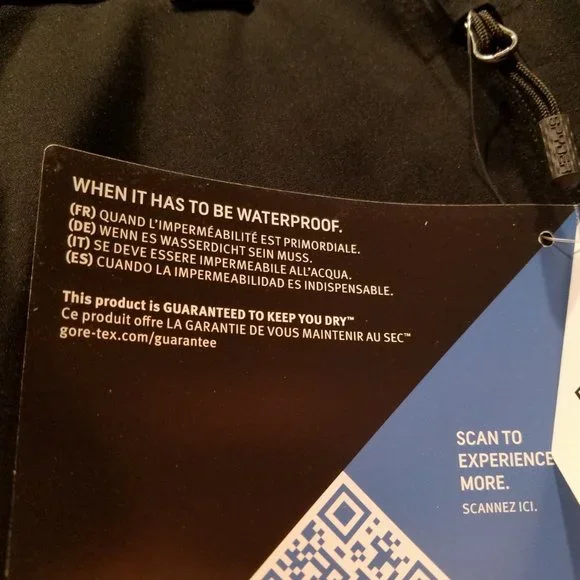 WHEN IT HAS TO BE WATERPROOF.
(FR) QUAND L'IMPERMÉABILITÉ EST PRIMORDIALE.
(DE) WENN ES WASSERDICHT SEIN MUSS.
(IT) SE DEVE ESSERE IMPERMEABILE ALL'ACQUA.
(ES) CUANDO LA IMPERMEABILIDAD ES INDISPENSABLE.
This product is GUARANTEED TO KEEP YOU DRY™
Ce produit offre LA GARANTIE DE VOUS MAINTENIR AU SEC™
gore-tex.com/guarantee
SCAN TO
EXPERIENCE
MORE.
SCANNEZ ICI.